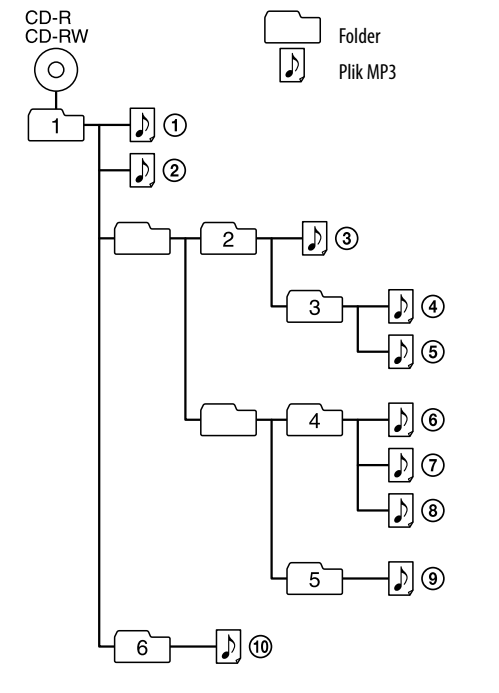 CD-R
CD-RW
Folder
Plik MP3
1 ①
②
2 ③
3 ④
⑤
4 ⑥
⑦
⑧
5 ⑨
6 ⑩